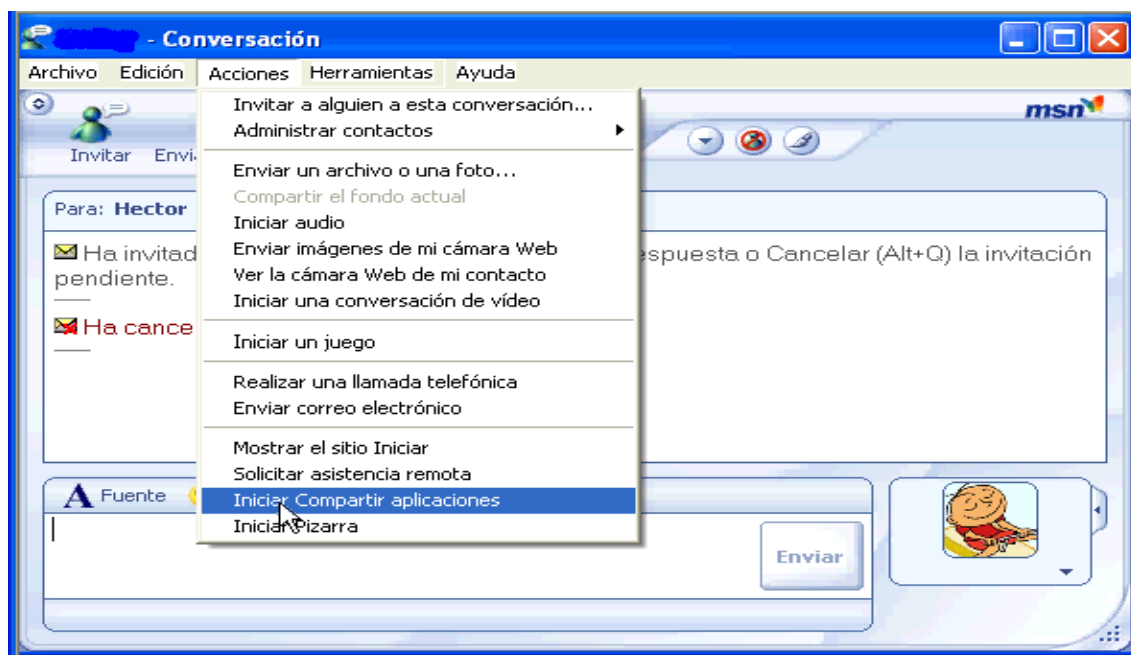 - Conversación
Archivo Edición Acciones Herramientas Ayuda
Invitar a alguien a esta conversación...
Administrar contactos
Enviar un archivo o una foto...
Compartir el fondo actual
Iniciar audio
Enviar imágenes de mi cámara Web
Ver la cámara Web de mi contacto
Iniciar una conversación de vídeo
Iniciar un juego
Realizar una llamada telefónica
Enviar correo electrónico
Mostrar el sitio Iniciar
Solicitar asistencia remota
Iniciar Compartir aplicaciones
Iniciar Pizarra
msn
Invitar Envi
Para: Hector
Ha invitad
spuesta o Cancelar (Alt+Q) la invitación
pendiente.
Ha cance
A Fuente
Enviar